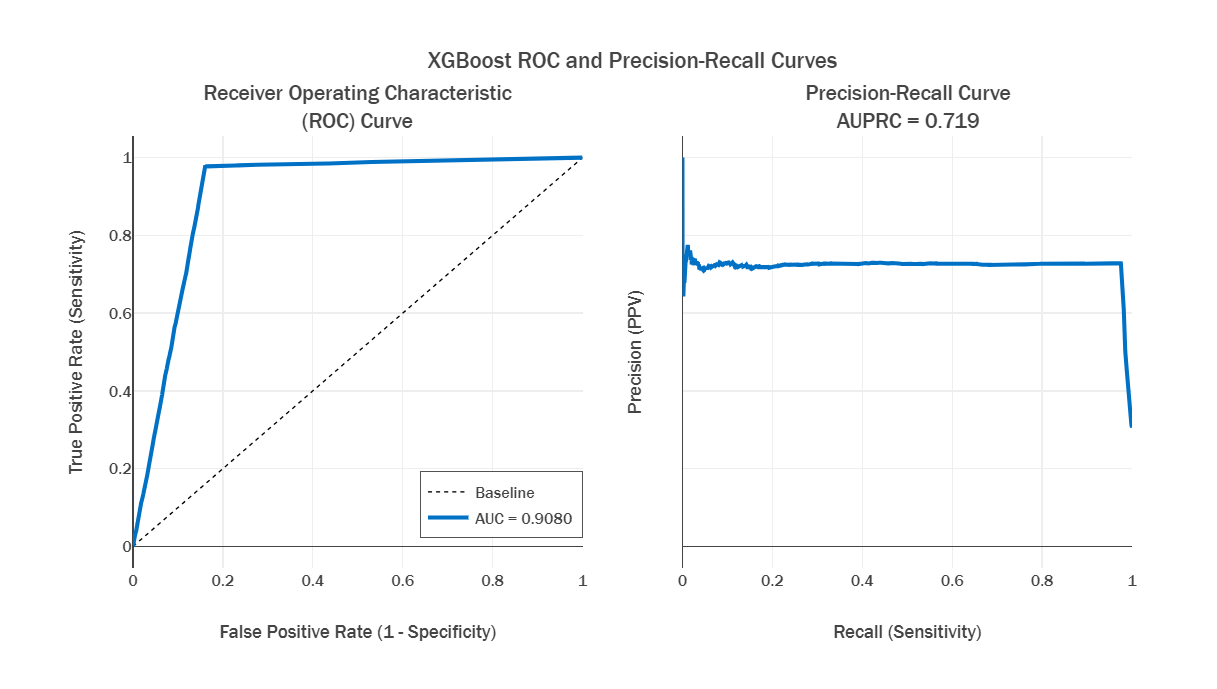 XGBoost ROC and Precision-Recall Curves
Receiver Operating Characteristic
(ROC) Curve
True Positive Rate (Sensitivity)
1
0.8
0.6
0.4
0.2
0
Baseline
AUC = 0.9080
0 0.2 0.4 0.6 0.8 1
False Positive Rate (1 - Specificity)
Precision-Recall Curve
AUPRC = 0.719
Precision (PPV)
0 0.2 0.4 0.6 0.8 1
Recall (Sensitivity)